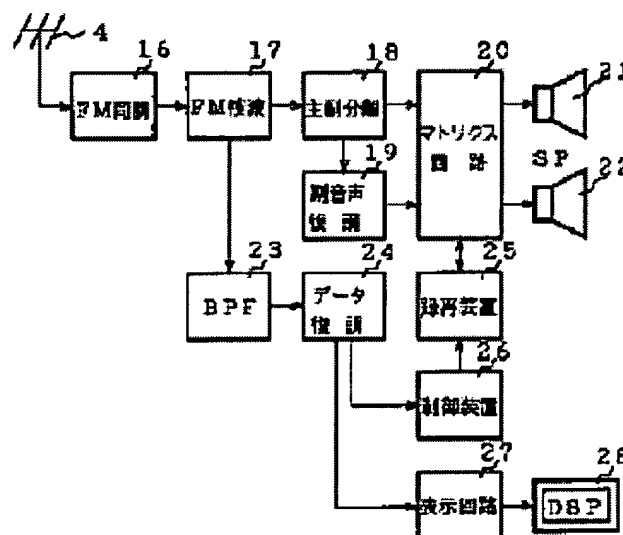 4
16
17
18
20
21
FM同調
FM検波
主副分離
マトリクス
回路
SP
19
22
副音声
復調
23
24
25
BPF
データ
復調
録再装置
26
制御装置
27
28
表示回路
DSP